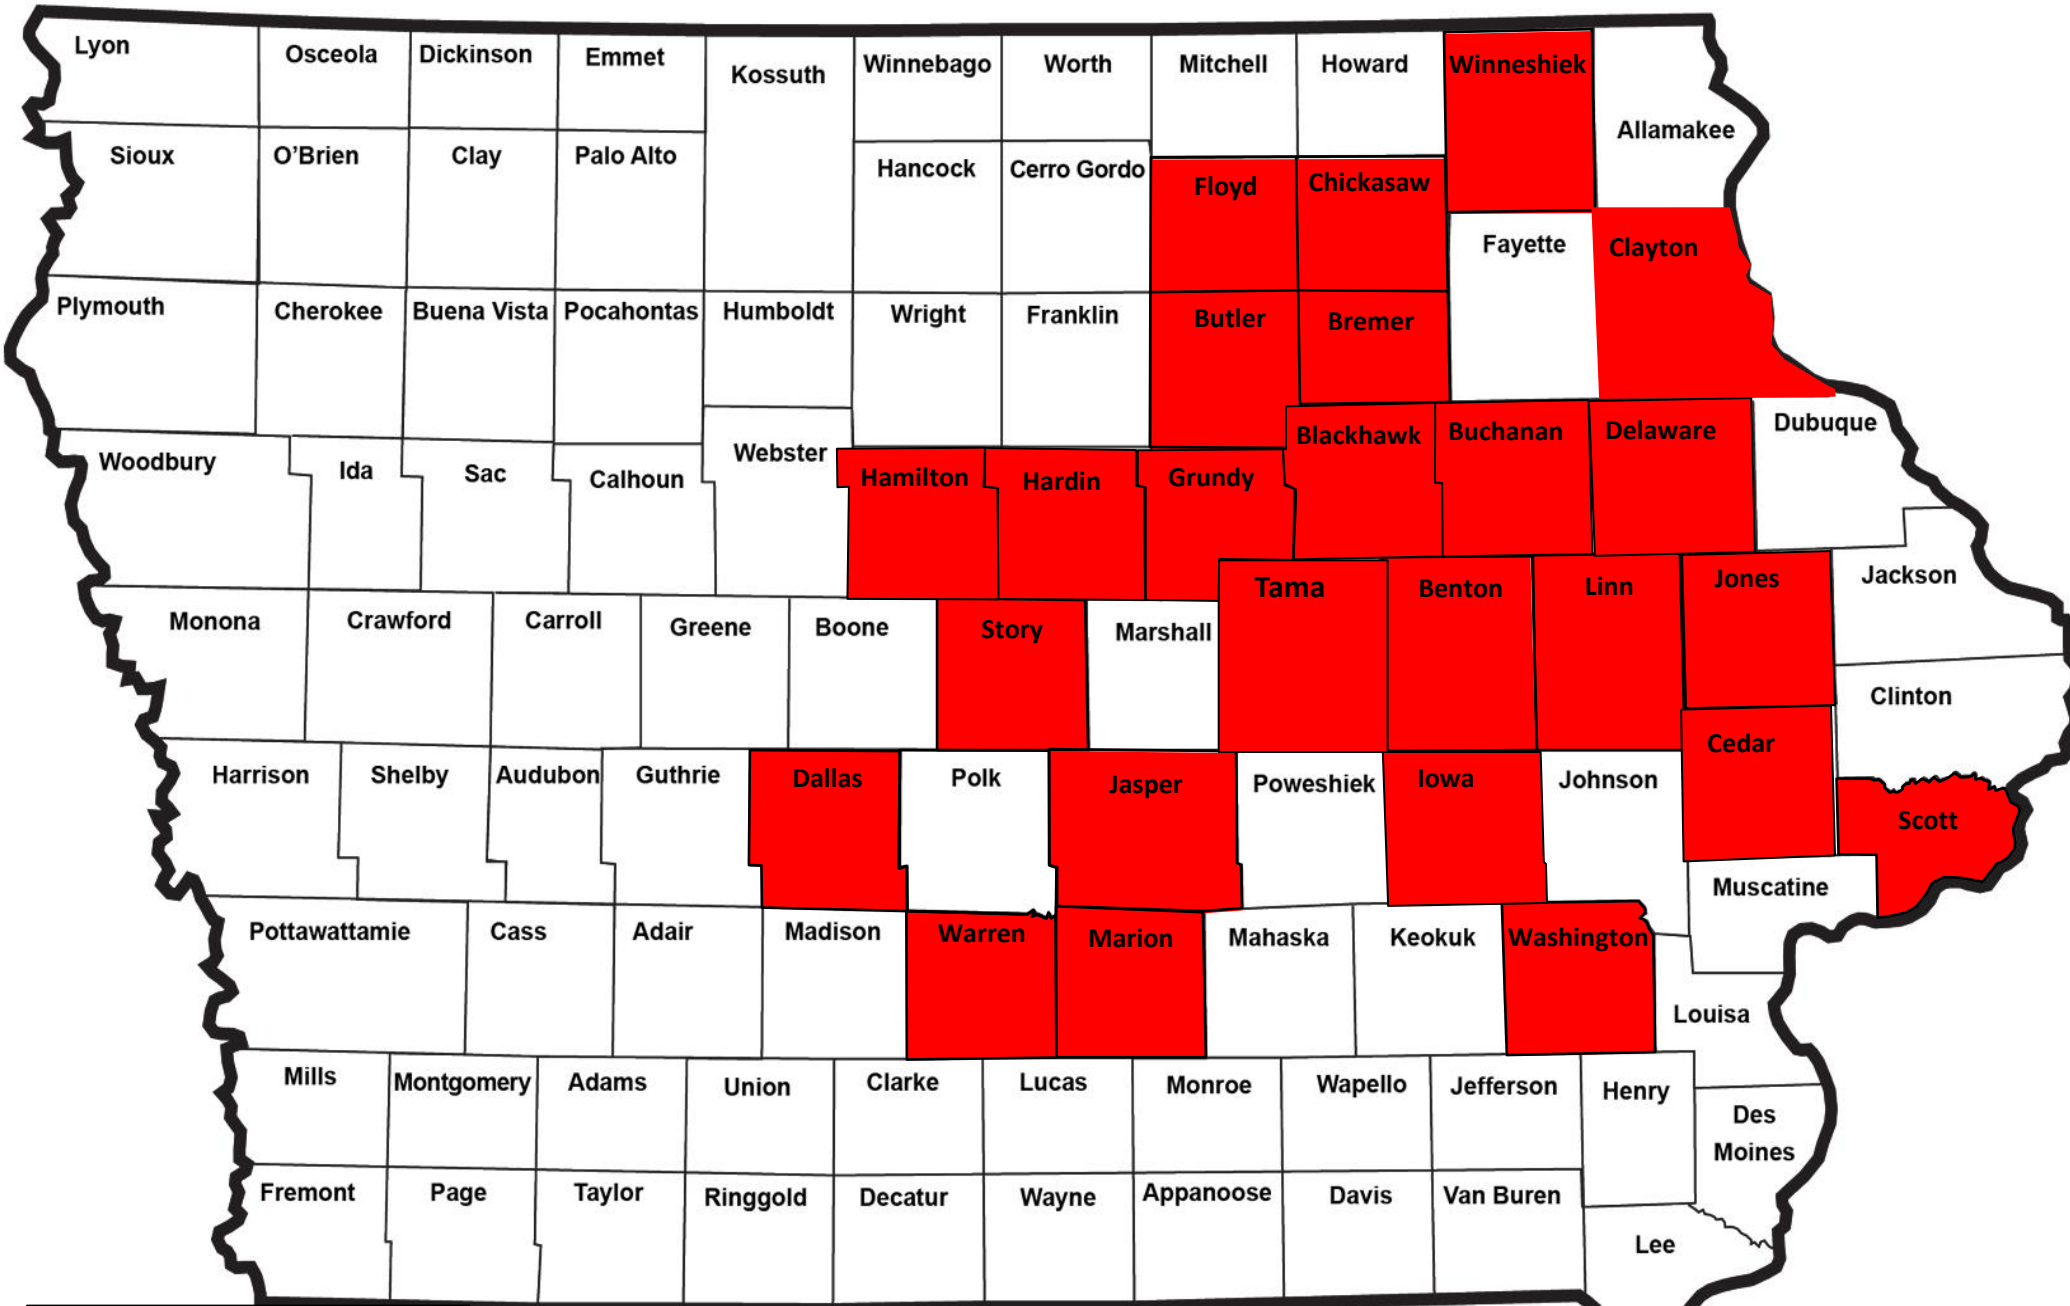 Lyon
Osceola
Dickinson
Emmet
Kossuth
Winnebago
Worth
Mitchell
Howard
Winneshiek
Allamakee
Sioux
O’Brien
Clay
Palo Alto
Hancock
Cerro Gordo
Floyd
Chickasaw
Fayette
Clayton
Plymouth
Cherokee
Buena Vista
Pocahontas
Humboldt
Wright
Franklin
Butler
Bremer
Woodbury
Ida
Sac
Calhoun
Webster
Hamilton
Hardin
Grundy
Blackhawk
Buchanan
Delaware
Dubuque
Monona
Crawford
Carroll
Greene
Boone
Story
Marshall
Tama
Benton
Linn
Jones
Jackson
Clinton
Harrison
Shelby
Audubon
Guthrie
Dallas
Polk
Jasper
Poweshiek
Iowa
Johnson
Cedar
Scott
Muscatine
Pottawattamie
Cass
Adair
Madison
Warren
Marion
Mahaska
Keokuk
Washington
Louisa
Mills
Montgomery
Adams
Union
Clarke
Lucas
Monroe
Wapello
Jefferson
Henry
Des
Moines
Fremont
Page
Taylor
Ringgold
Decatur
Wayne
Appanoose
Davis
Van Buren
Lee